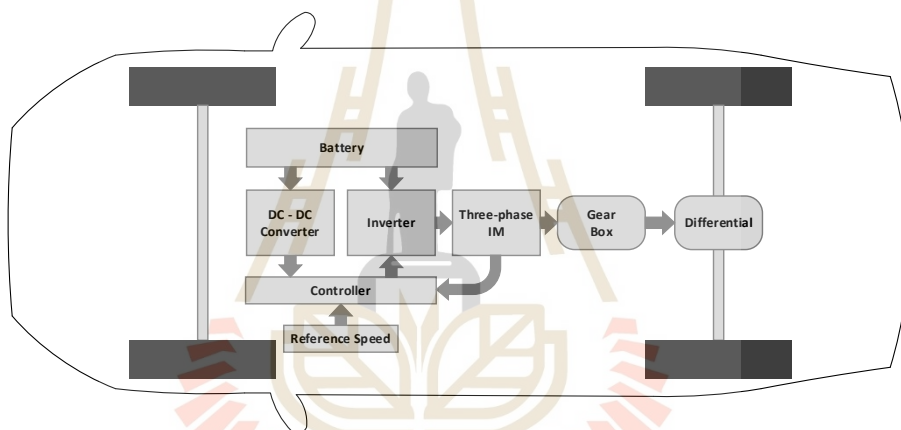 Battery
DC - DC
Converter
Inverter
Three-phase
IM
Gear
Box
Differential
Controller
Reference Speed